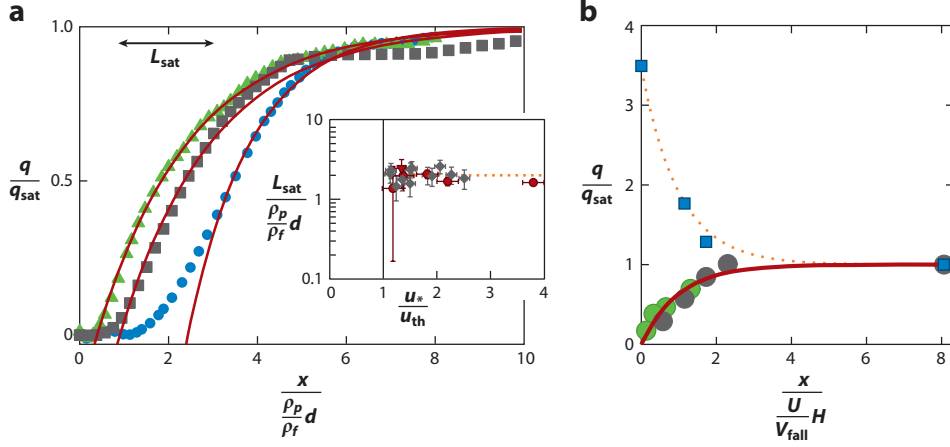 a
b
1.0
0.5
0
q
q_sat
L_sat
0 2 4 6 8 10
x
ρ_p
ρ_f d
10
1
0.1
L_sat
ρ_p
ρ_f d
0 1 2 3 4
u_*
u_th
4
3
2
1
0
q
q_sat
0 2 4 6 8
x
U
V_fall H